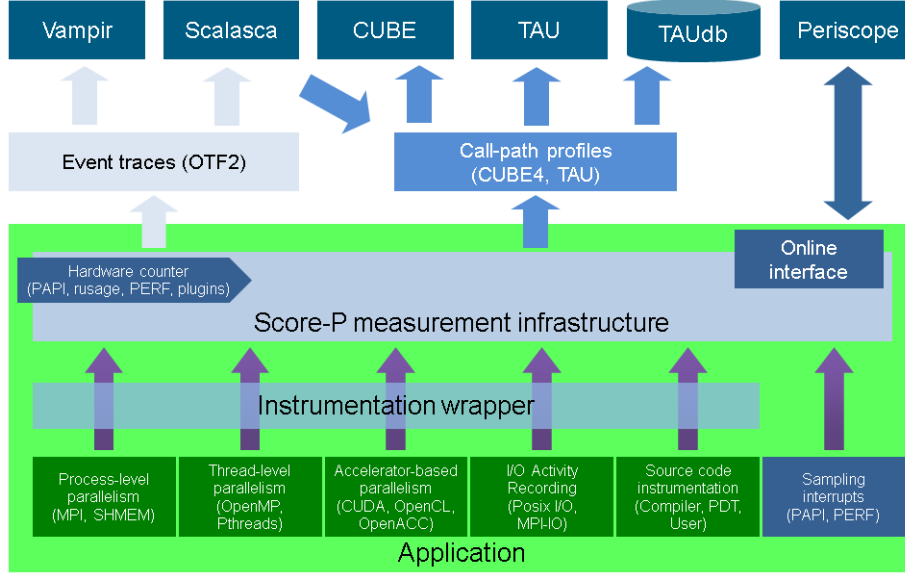 Vampir
Scalasca
CUBE
TAU
TAUdb
Periscope
Event traces (OTF2)
Call-path profiles
(CUBE4, TAU)
Online
interface
Hardware counter
(PAPI, rusage, PERF, plugins)
Score-P measurement infrastructure
Instrumentation wrapper
Process-level
parallelism
(MPI, SHMEM)
Thread-level
parallelism
(OpenMP,
Pthreads)
Accelerator-based
parallelism
(CUDA, OpenCL,
OpenACC)
I/O Activity
Recording
(Posix I/O,
MPI-IO)
Source code
instrumentation
(Compiler, PDT,
User)
Sampling
interrupts
(PAPI, PERF)
Application